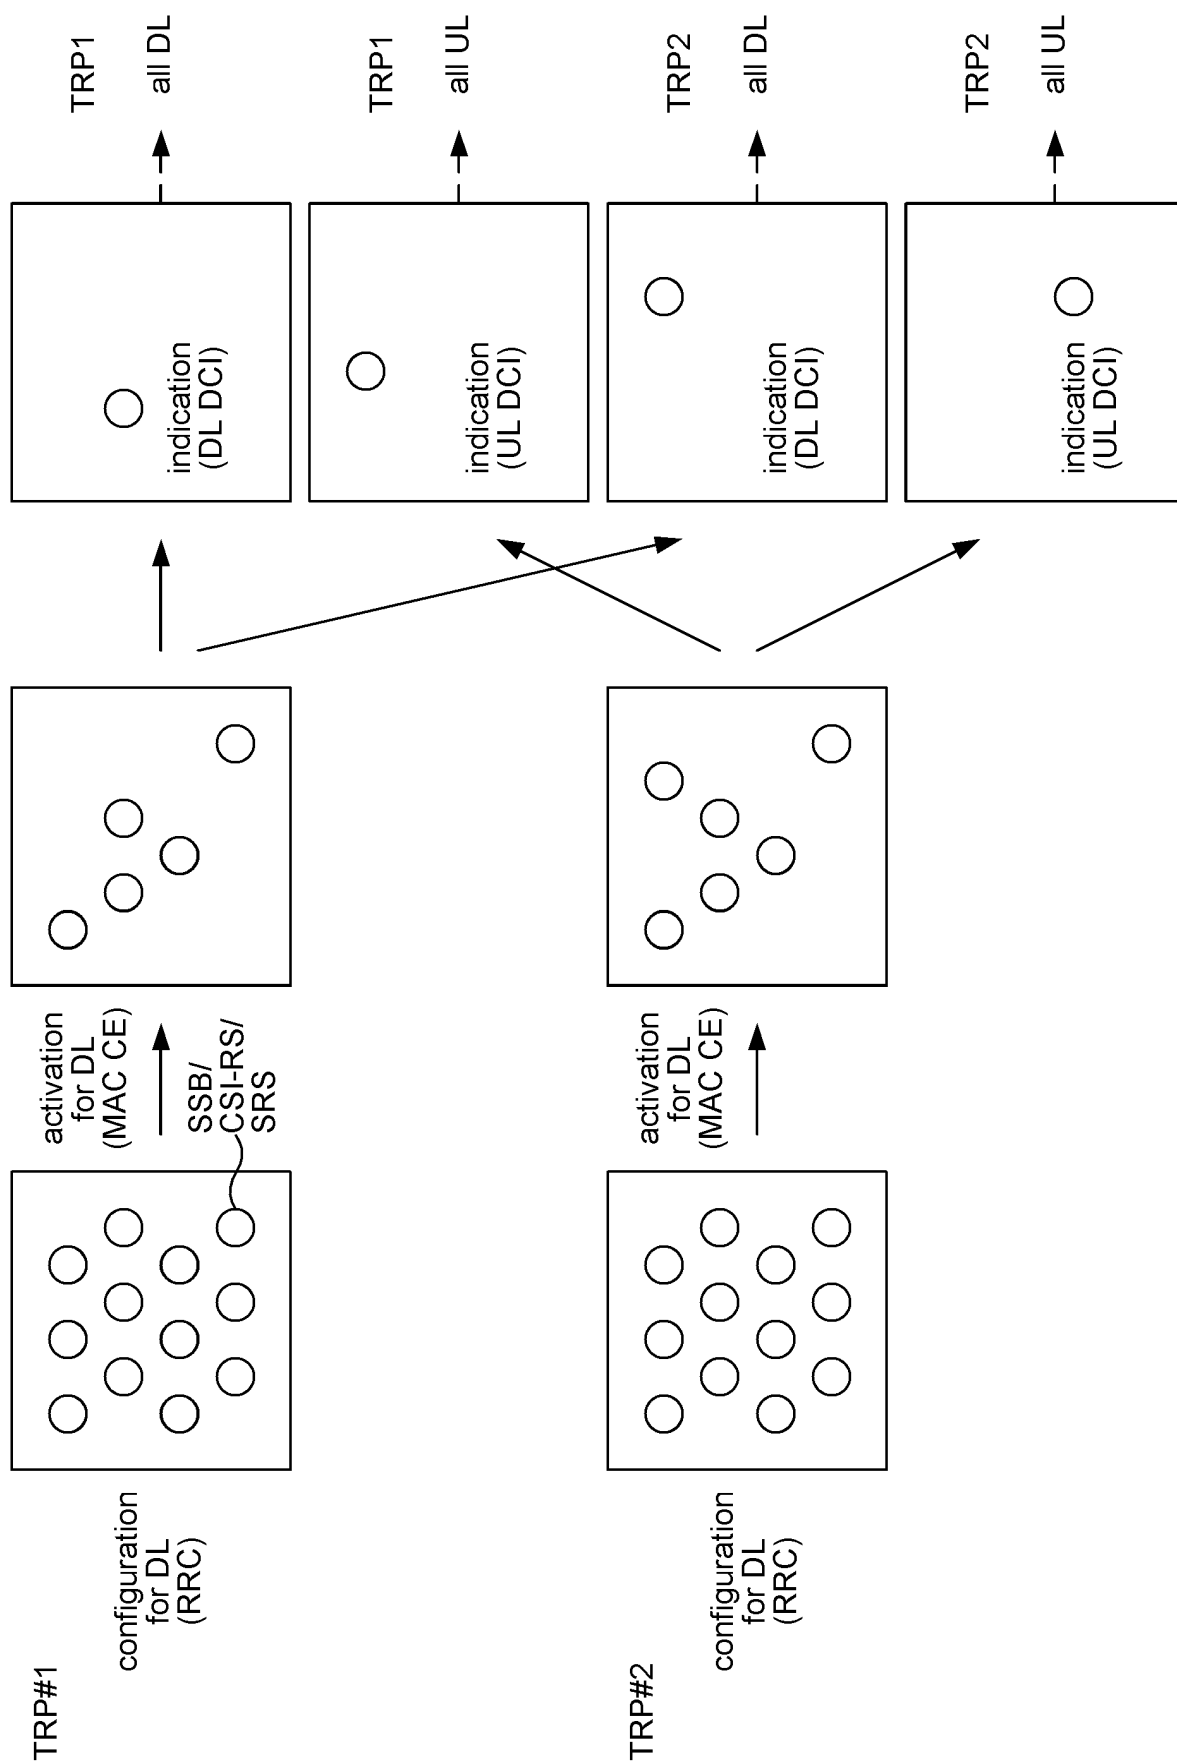 TRP#1
configuration
for DL
(RRC)
activation
for DL
(MAC CE)
SSB/
CSI-RS/
SRS
indication
(DL DCI)
TRP1
all DL
indication
(UL DCI)
TRP1
all UL
TRP#2
configuration
for DL
(RRC)
activation
for DL
(MAC CE)
indication
(DL DCI)
TRP2
all DL
indication
(UL DCI)
TRP2
all UL